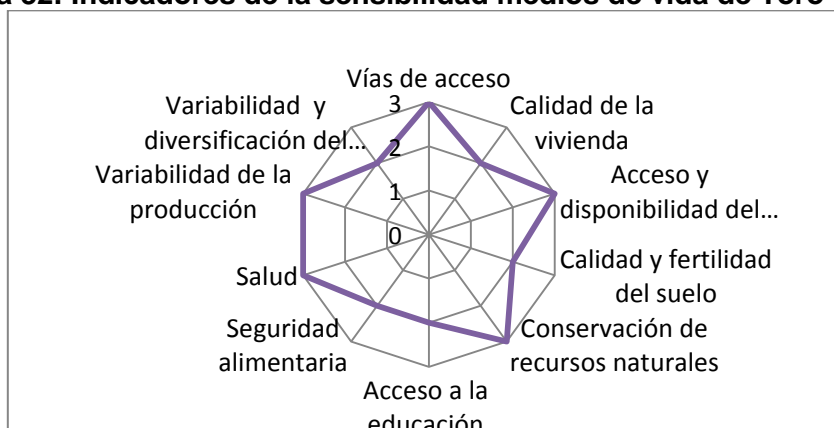 a 32. Indicadores de la sensibilidad medios de vida de Toro
Vías de acceso
Calidad de la
vivienda
Acceso y
disponibilidad del...
Calidad y fertilidad
del suelo
Conservación de
recursos naturales
Acceso a la
educación
Seguridad
alimentaria
Salud
Variabilidad de la
producción
Variabilidad y
diversificación del...
3
2
1
0